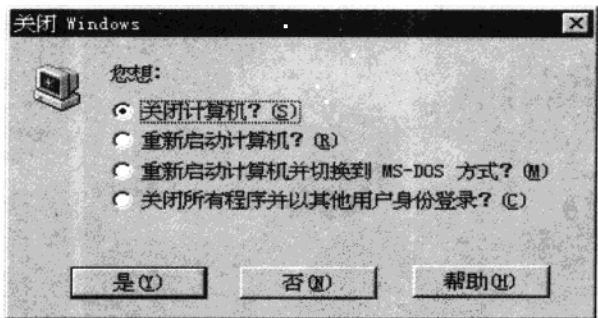 关闭 Windows
您想:
关闭计算机? (S)
重新启动计算机? (R)
重新启动计算机并切换到 MS-DOS 方式? (M)
关闭所有程序并以其他用户身份登录? (C)
是(Y) 否(N) 帮助(H)